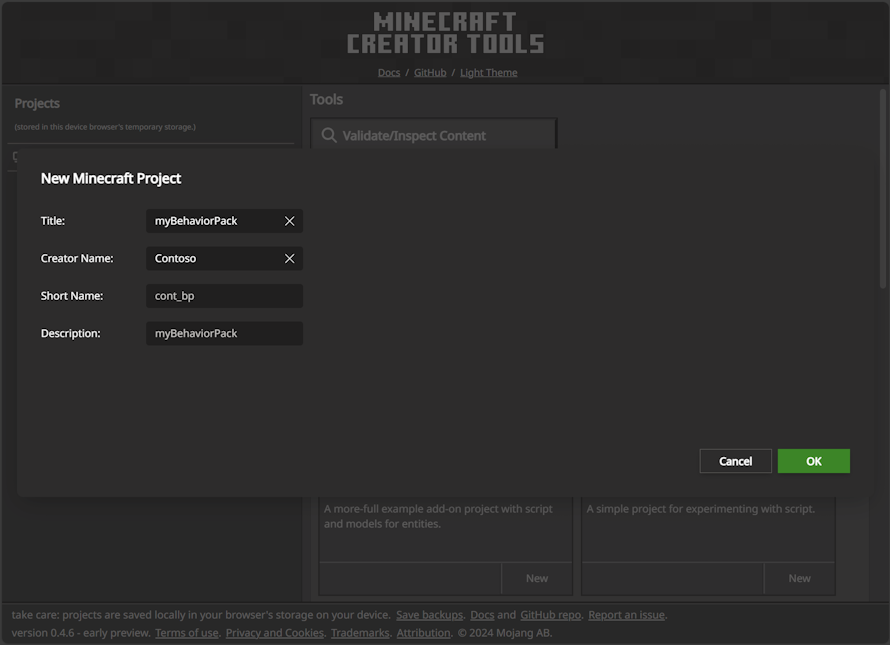 MINECRAFT
CREATOR TOOLS
Docs / GitHub / Light Theme
Projects
(stored in this device browser's temporary storage.)
Tools
Validate/Inspect Content
New Minecraft Project
Title: myBehaviorPack
Creator Name: Contoso
Short Name: cont_bp
Description: myBehaviorPack
Cancel OK
A more-full example add-on project with script
and models for entities.
New
A simple project for experimenting with script.
New
take care: projects are saved locally in your browser's storage on your device. Save backups. Docs and GitHub repo. Report an issue.
version 0.4.6 - early preview. Terms of use. Privacy and Cookies. Trademarks. Attribution. © 2024 Mojang AB.